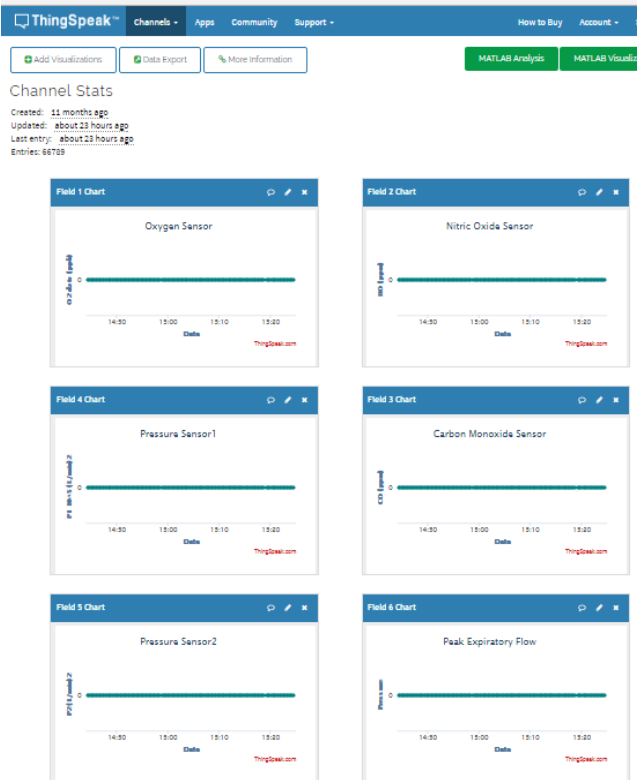 ThingSpeak™ Channels Apps Community Support How to Buy Account
Add Visualizations Data Export More Information MATLAB Analysis MATLAB Visualiz
Channel Stats
Created: 11 months ago
Updated: about 23 hours ago
Last entry: about 23 hours ago
Entries: 66789
Field 1 Chart
Oxygen Sensor
0
14:50 15:00 15:10 15:20
Date
ThingSpeak.com
Field 2 Chart
Nitric Oxide Sensor
NO (ppm)
0
14:50 15:00 15:10 15:20
Date
ThingSpeak.com
Field 4 Chart
Pressure Sensor1
0
14:50 15:00 15:10 15:20
Date
ThingSpeak.com
Field 3 Chart
Carbon Monoxide Sensor
CO (ppm)
0
14:50 15:00 15:10 15:20
Date
ThingSpeak.com
Field 5 Chart
Pressure Sensor2
0
14:50 15:00 15:10 15:20
Date
ThingSpeak.com
Field 6 Chart
Peak Expiratory Flow
0
14:50 15:00 15:10 15:20
Date
ThingSpeak.com